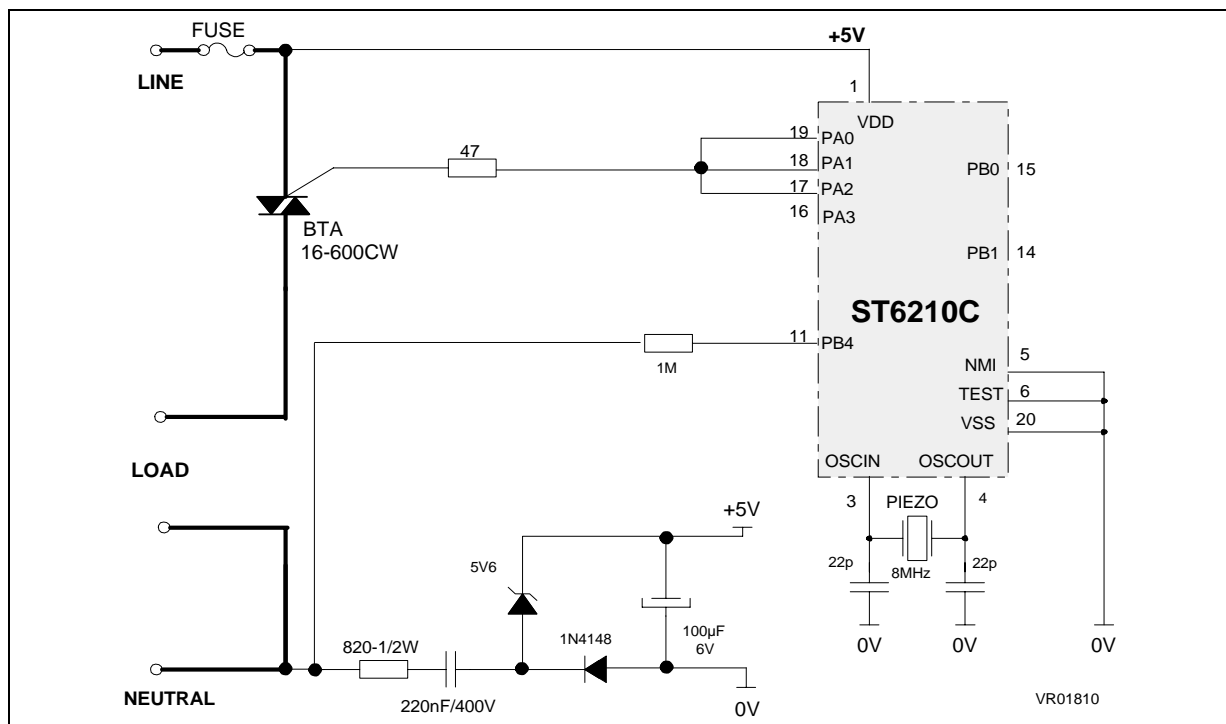 FUSE
LINE
+5V
1
VDD
47
19
PA0
18
PA1
17
PA2
16
PA3
PB0
15
PB1
14
BTA
16-600CW
ST6210C
11
PB4
1M
NMI
5
TEST
6
VSS
20
OSCIN
OSCOUT
3
PIEZO
4
22p
8MHz
22p
0V
0V
0V
LOAD
+5V
5V6
1N4148
100µF
6V
820-1/2W
220nF/400V
0V
NEUTRAL
VR01810